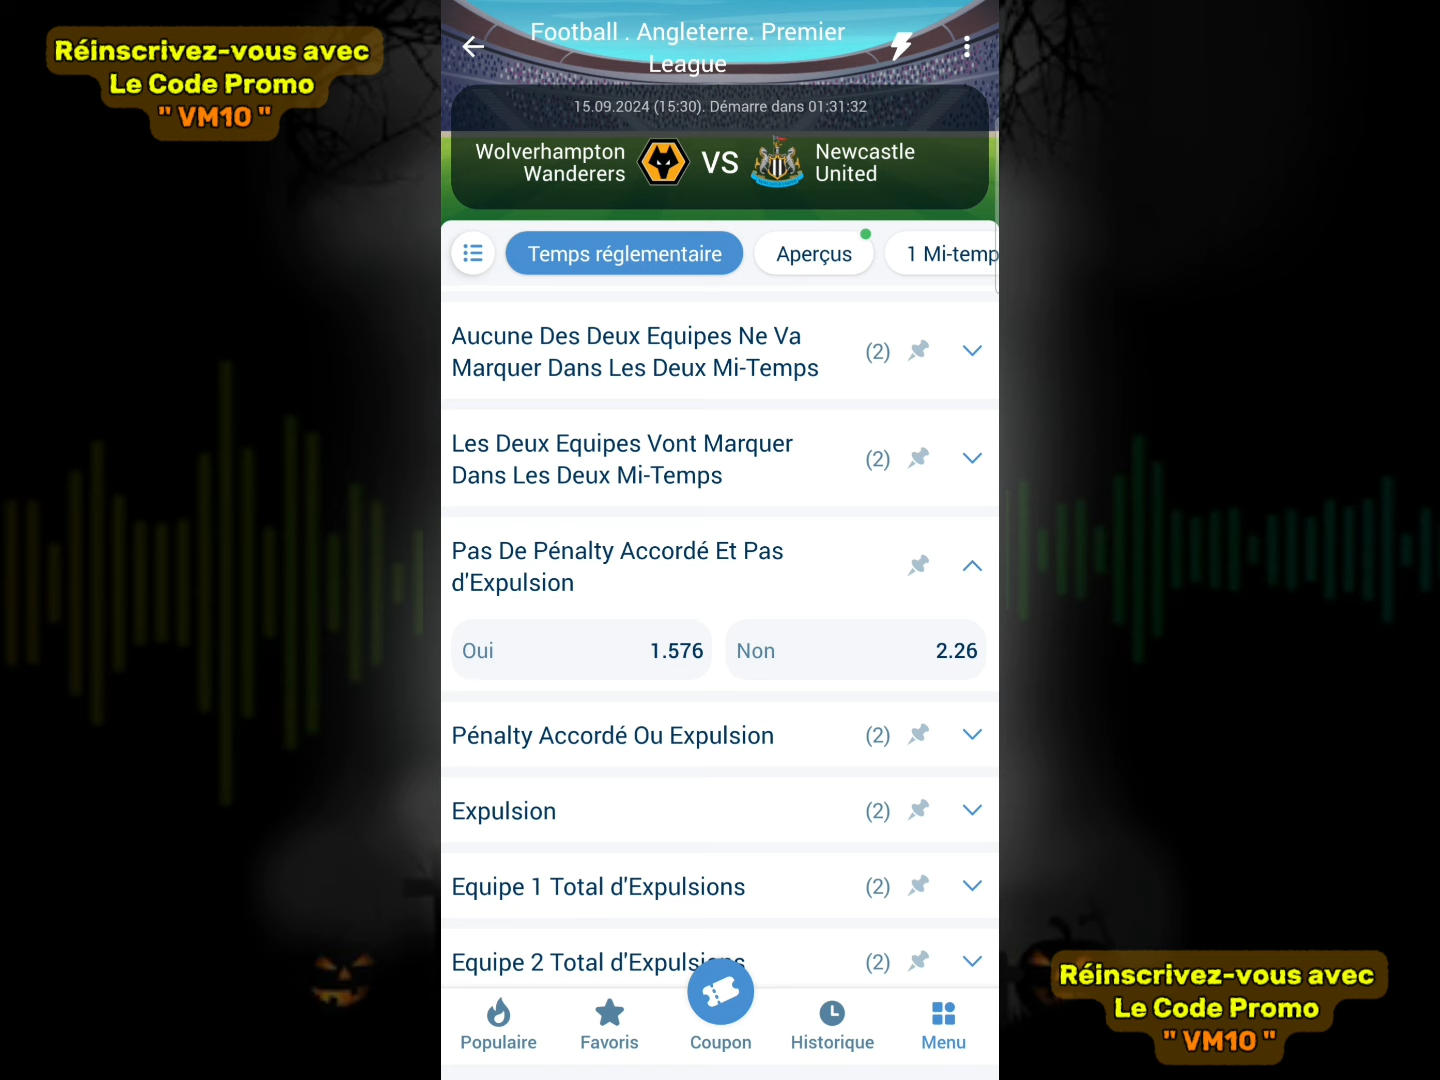 Réinscrivez-vous avec
Le Code Promo
" VM10 "
Football . Angleterre. Premier
League
15.09.2024 (15:30). Démarre dans 01:31:32
Wolverhampton
Wanderers
VS
Newcastle
United
Temps réglementaire
Aperçus
1 Mi-temp
Aucune Des Deux Equipes Ne Va
Marquer Dans Les Deux Mi-Temps
(2)
Les Deux Equipes Vont Marquer
Dans Les Deux Mi-Temps
(2)
Pas De Pénalty Accordé Et Pas
d'Expulsion
Oui 1.576
Non 2.26
Pénalty Accordé Ou Expulsion (2)
Expulsion (2)
Equipe 1 Total d'Expulsions (2)
Equipe 2 Total d'Expulsions (2)
Populaire
Favoris
Coupon
Historique
Menu
Réinscrivez-vous avec
Le Code Promo
" VM10 "